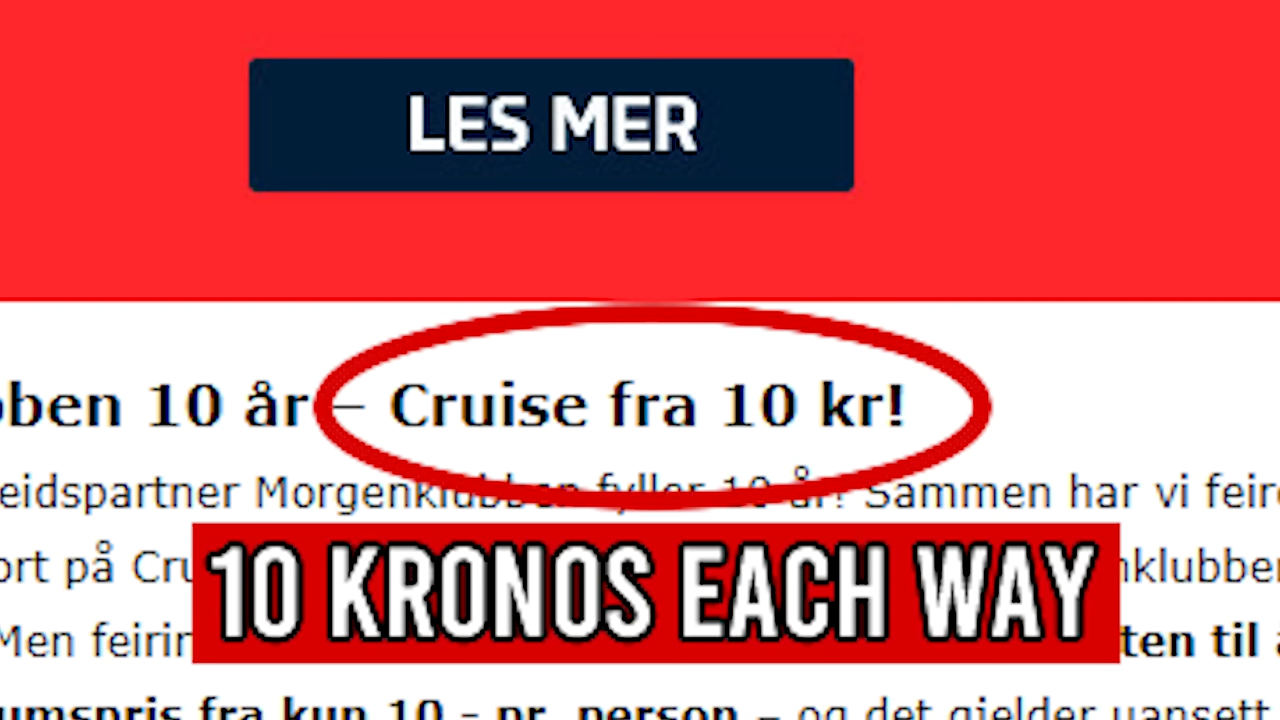 LES MER
bben 10 år – Cruise fra 10 kr!
eidspartner Morgenklubben fyller 10 år! Sammen har vi feire
ort på Cru
nklubben
10 KRONOS EACH WAY
Men feirin
ten til a
umspris fra kun 10,- pr. person – og det gjelder uansett